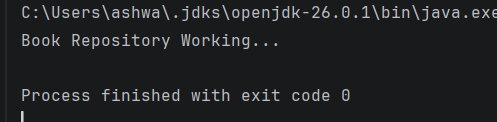 C:\Users\ashwa\.jdks\openjdk-26.0.1\bin\java.exe
Book Repository Working...
Process finished with exit code 0